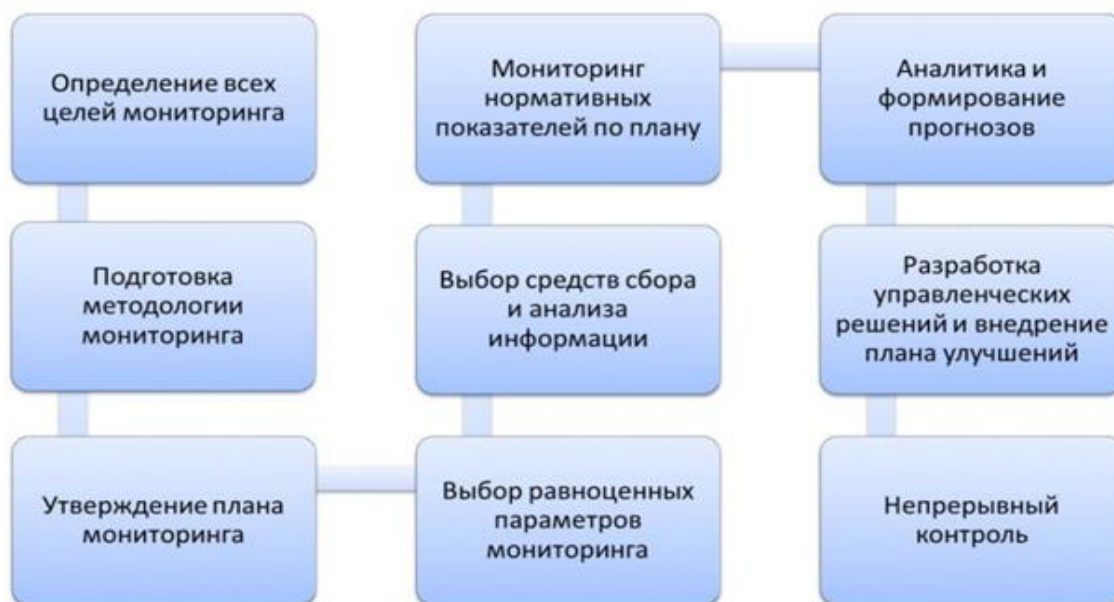 Определение всех
целей мониторинга
Подготовка
методологии
мониторинга
Утверждение плана
мониторинга
Выбор равноценных
параметров
мониторинга
Выбор средств сбора
и анализа
информации
Мониторинг
нормативных
показателей по плану
Аналитика и
формирование
прогнозов
Разработка
управленческих
решений и внедрение
плана улучшений
Непрерывный
контроль